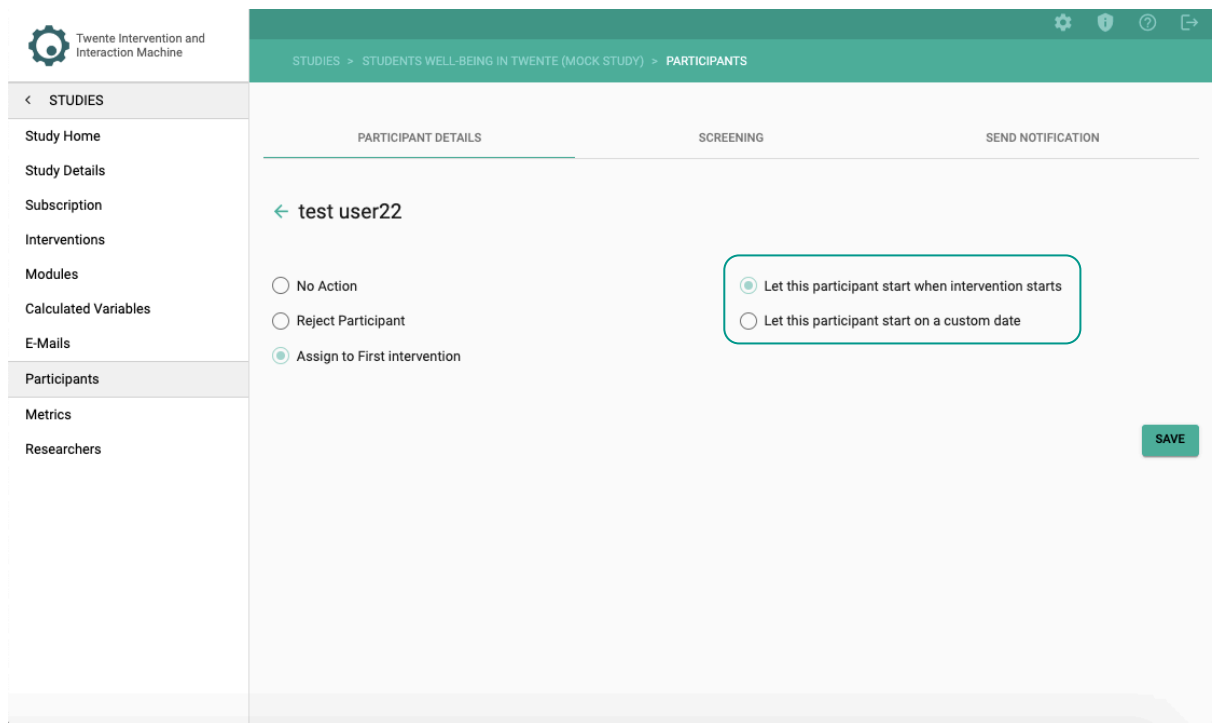 Twente Intervention and
Interaction Machine
STUDIES > STUDENTS WELL-BEING IN TWENTE (MOCK STUDY) > PARTICIPANTS
< STUDIES
Study Home
Study Details
Subscription
Interventions
Modules
Calculated Variables
E-Mails
Participants
Metrics
Researchers
PARTICIPANT DETAILS
SCREENING
SEND NOTIFICATION
← test user22
No Action
Reject Participant
Assign to First intervention
Let this participant start when intervention starts
Let this participant start on a custom date
SAVE